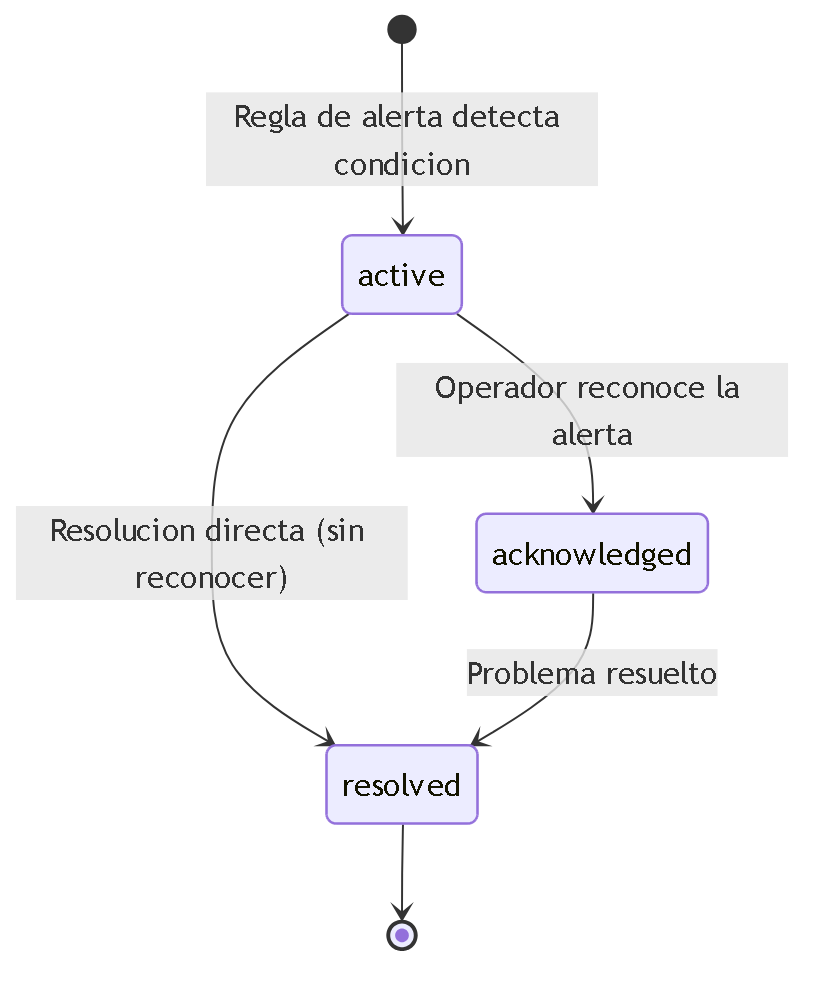 Regla de alerta detecta
condicion
active
Operador reconoce la
alerta
Resolucion directa (sin
reconocer)
acknowledged
Problema resuelto
resolved